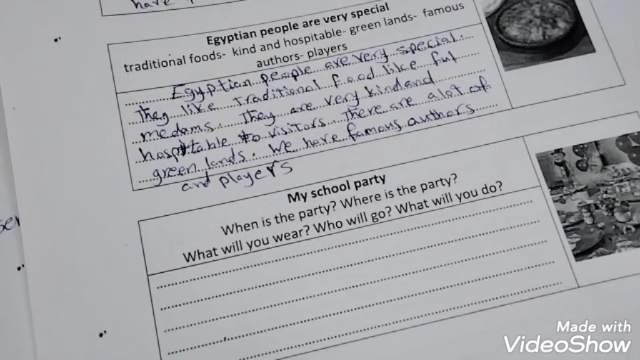 have
Egyptian people are very special
traditional foods- kind and hospitable- green lands- famous
authors- players
Egyptian people are very special.
They like Traditional food like ful
medams. They are very kind and
hospitable to visitors. There are a lot of
green lands. We have famous authors
and players
My school party
When is the party? Where is the party?
What will you wear? Who will go? What will you do?
Made with
VideoShow